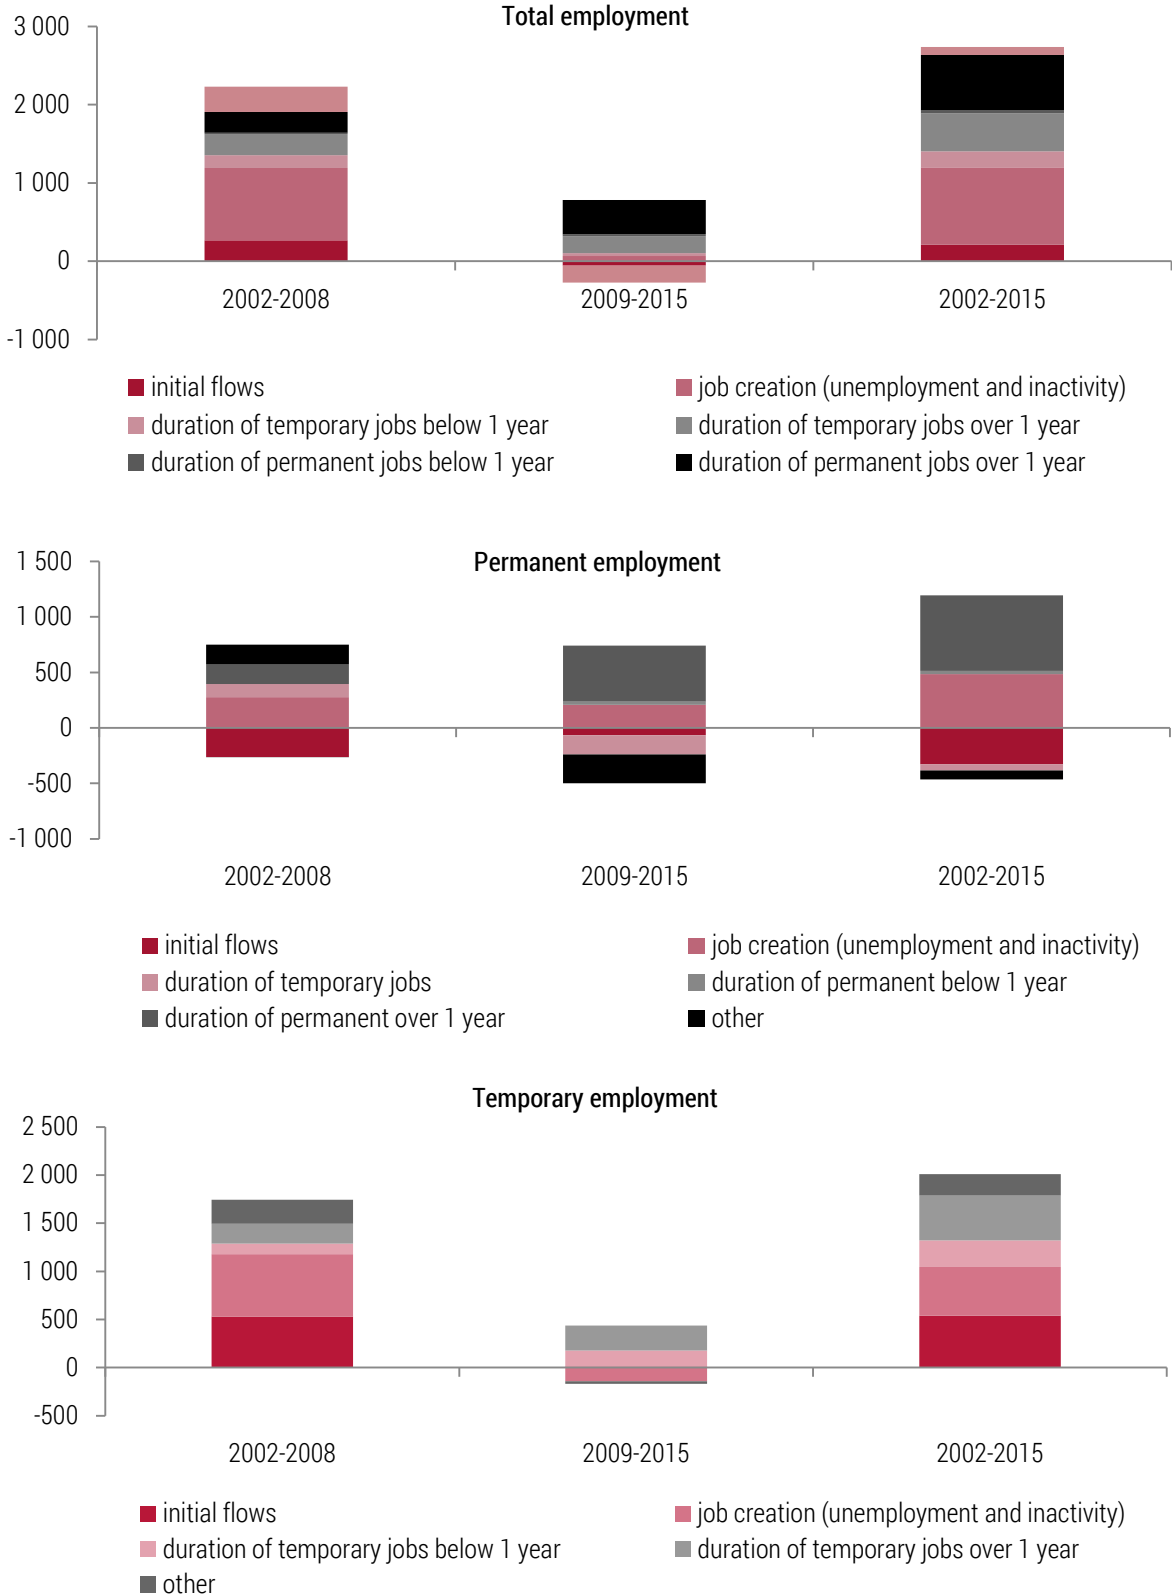 Total employment
3 000
2 000
1 000
0
-1 000
2002-2008
2009-2015
2002-2015
initial flows
job creation (unemployment and inactivity)
duration of temporary jobs below 1 year
duration of temporary jobs over 1 year
duration of permanent jobs below 1 year
duration of permanent jobs over 1 year
Permanent employment
1 500
1 000
500
0
-500
-1 000
2002-2008
2009-2015
2002-2015
initial flows
job creation (unemployment and inactivity)
duration of temporary jobs
duration of permanent below 1 year
duration of permanent over 1 year
other
Temporary employment
2 500
2 000
1 500
1 000
500
0
-500
2002-2008
2009-2015
2002-2015
initial flows
job creation (unemployment and inactivity)
duration of temporary jobs below 1 year
duration of temporary jobs over 1 year
other